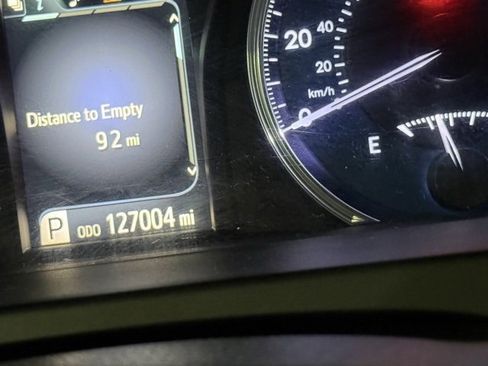 Distance to Empty
92 mi
P ODO 127004 mi
20
40
20
km/h
0
E